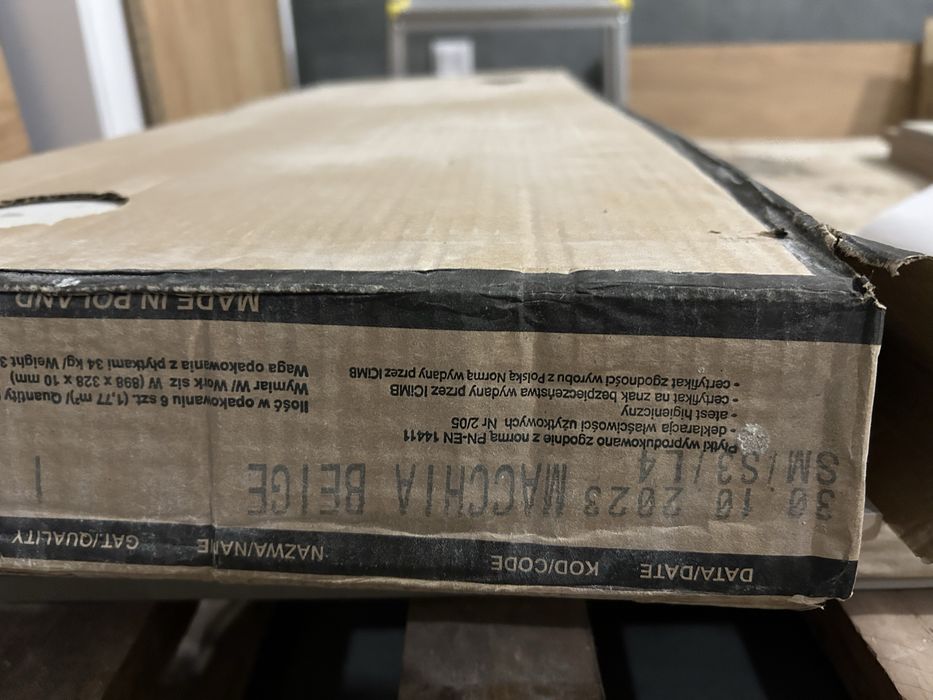 DATA/DATE KOD/CODE NAZWA/NAME GAT./QUALITY
30 10 2023 MACCHIA BEIGE 1
SM/S3/L4
Płytki wyprodukowano zgodnie z normą PN-EN 14411
- deklaracja właściwości użytkowych Nr 2/05
- atest higieniczny
- certyfikat na znak bezpieczeństwa wydany przez ICiMB
- certyfikat zgodności wyrobu z Polską Normą wydany przez ICiMB
Ilość w opakowaniu 6 szt. (1,77 m²)/ Quantity
Wymiar W/ Work siz W (898 x 328 x 10 mm)
Waga opakowania z płytkami 34 kg/ Weight 3
MADE IN POLAND